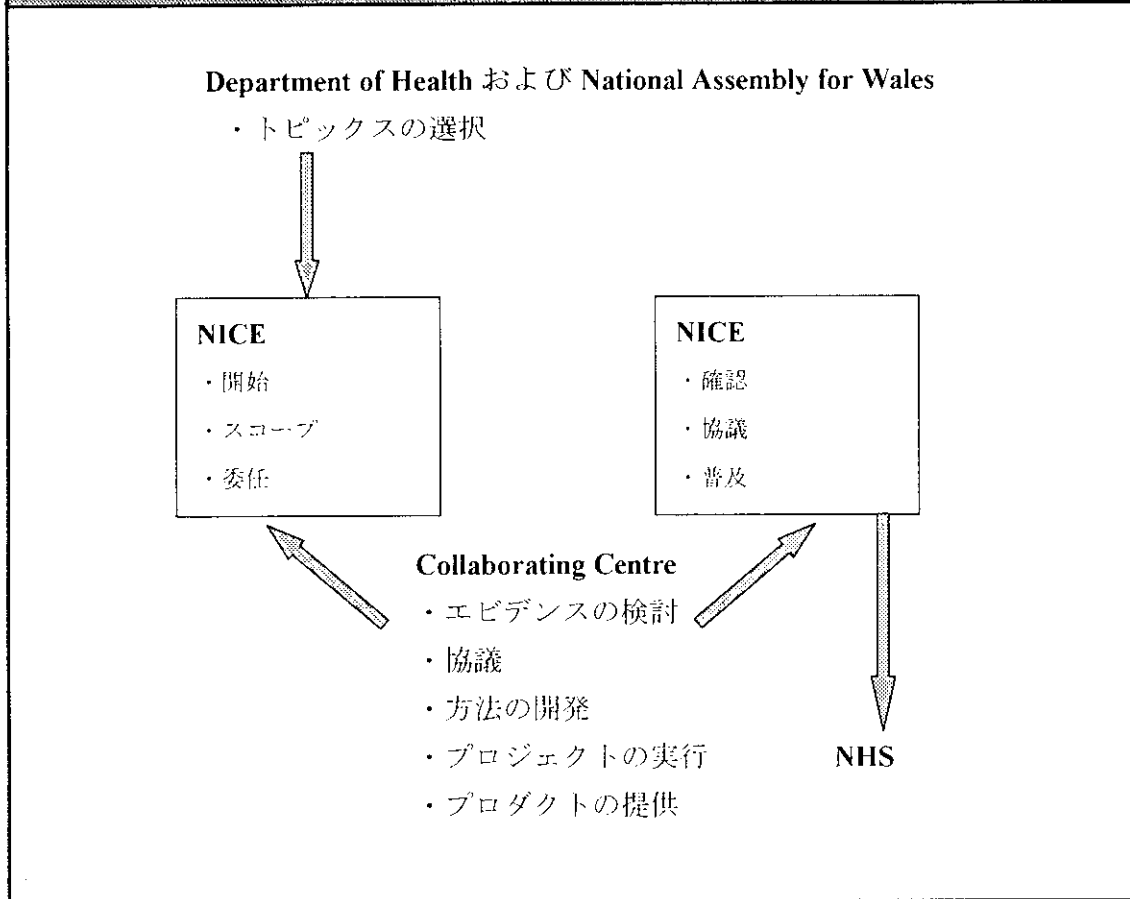 Department of Health および National Assembly for Wales
・トピックスの選択
NICE
・開始
・スコープ
・委任
NICE
・確認
・協議
・普及
Collaborating Centre
・エビデンスの検討
・協議
・方法の開発
・プロジェクトの実行
・プロダクトの提供
NHS